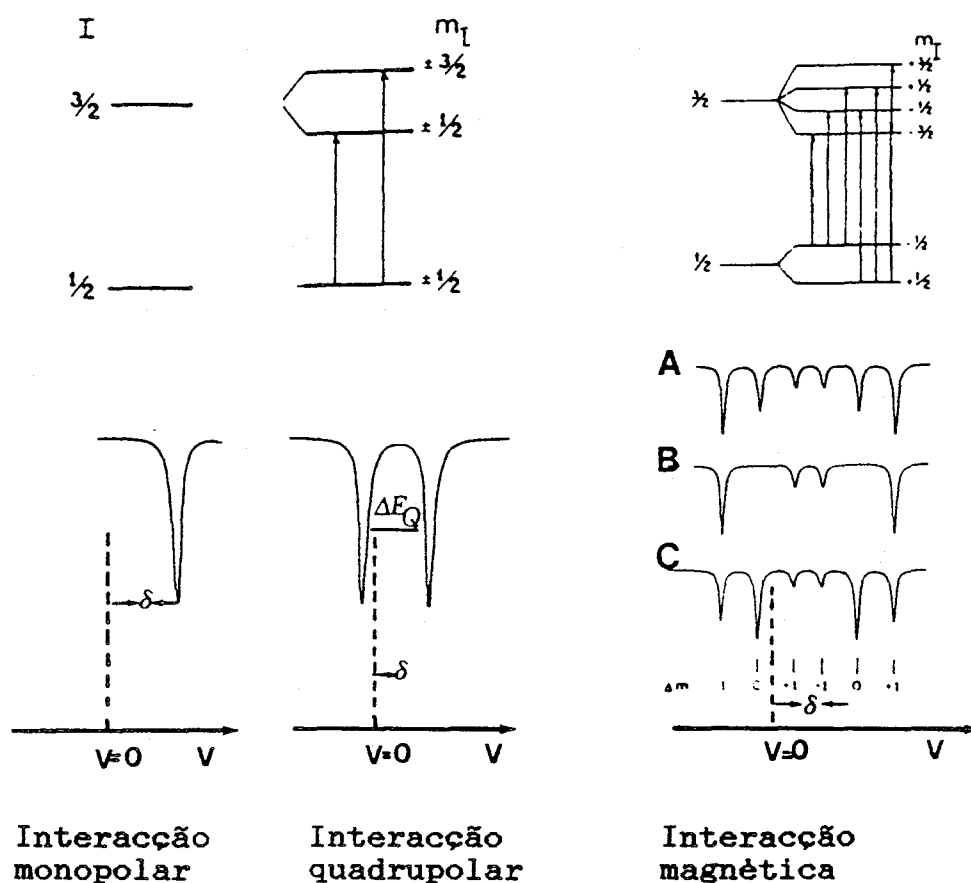 I
m_I
m_I
3/2
± 3/2
± 1/2
1/2
± 1/2
3/2
+ 3/2
+ 1/2
- 1/2
- 3/2
1/2
- 1/2
+ 1/2
A
B
C
ΔE_Q
δ
δ
Δm
0
+1
-1
0
+1
δ
V=0
V
V=0
V
V=0
V
Interacção
monopolar
Interacção
quadrupolar
Interacção
magnética